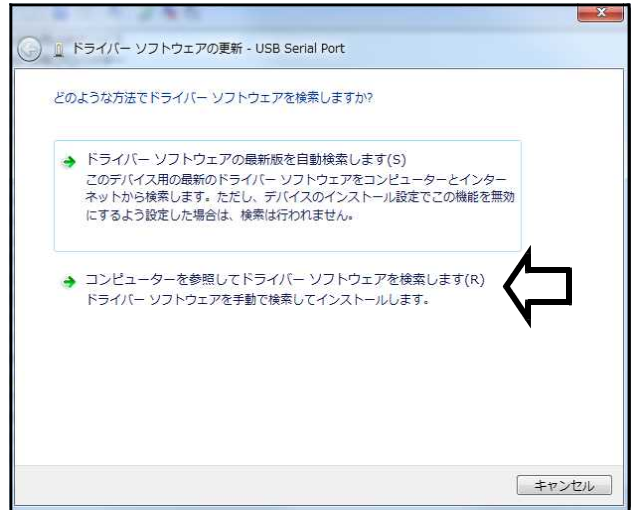 ドライバー ソフトウェアの更新 - USB Serial Port
どのような方法でドライバー ソフトウェアを検索しますか?
ドライバー ソフトウェアの最新版を自動検索します(S)
このデバイス用の最新のドライバー ソフトウェアをコンピューターとインター
ネットから検索します。ただし、デバイスのインストール設定でこの機能を無効
にするよう設定した場合は、検索は行われません。
コンピューターを参照してドライバー ソフトウェアを検索します(R)
ドライバー ソフトウェアを手動で検索してインストールします。
キャンセル